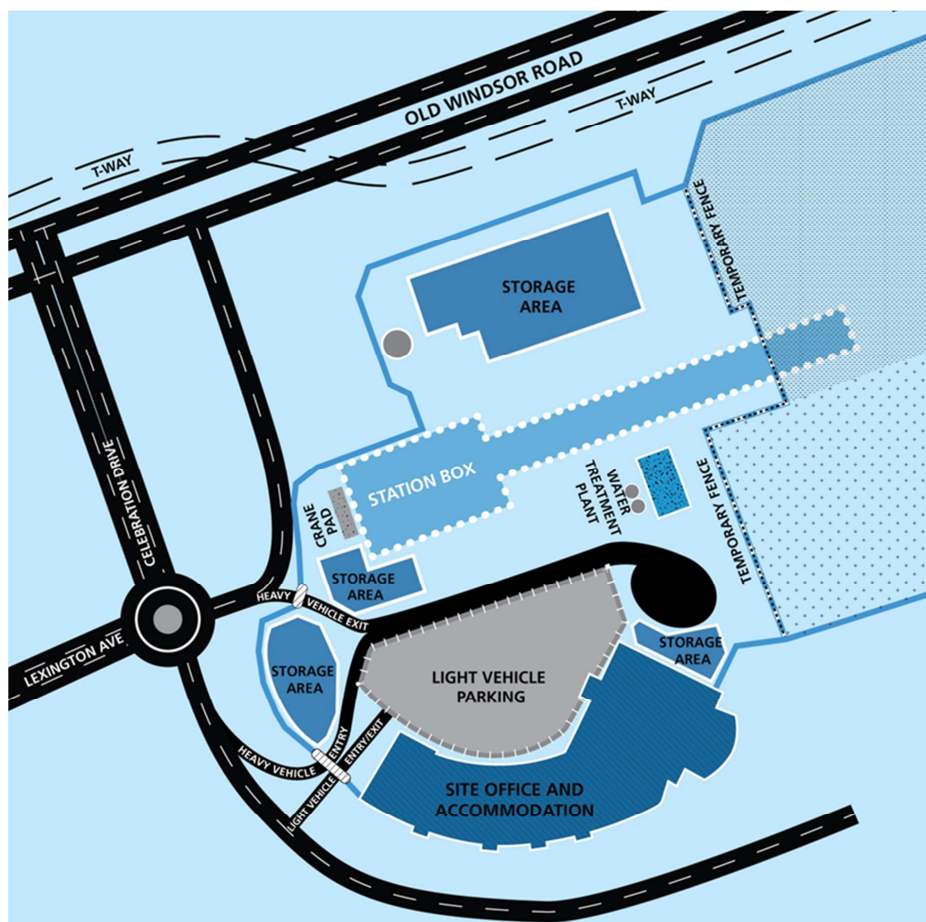 OLD WINDSOR ROAD
T-WAY
T-WAY
TEMPORARY FENCE
STORAGE
AREA
CELEBRATION DRIVE
STATION BOX
WATER
TREATMENT
PLANT
CRANE
PAD
TEMPORARY FENCE
STORAGE
AREA
HEAVY VEHICLE EXIT
LEXINGTON AVE
STORAGE
AREA
STORAGE
AREA
LIGHT VEHICLE
PARKING
HEAVY VEHICLE ENTRY
LIGHT VEHICLE ENTRY/EXIT
SITE OFFICE AND
ACCOMMODATION